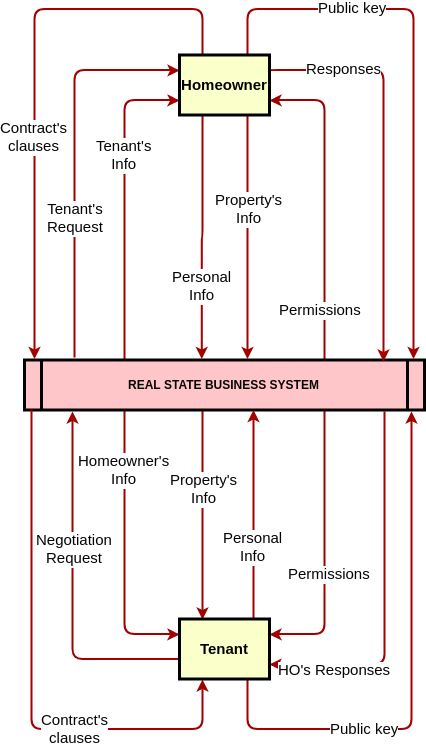 Public key
Responses
Homeowner
Contract's
clauses
Tenant's
Info
Tenant's
Request
Property's
Info
Personal
Info
Permissions
REAL STATE BUSINESS SYSTEM
Homeowner's
Info
Property's
Info
Negotiation
Request
Personal
Info
Permissions
Tenant
HO's Responses
Contract's
clauses
Public key